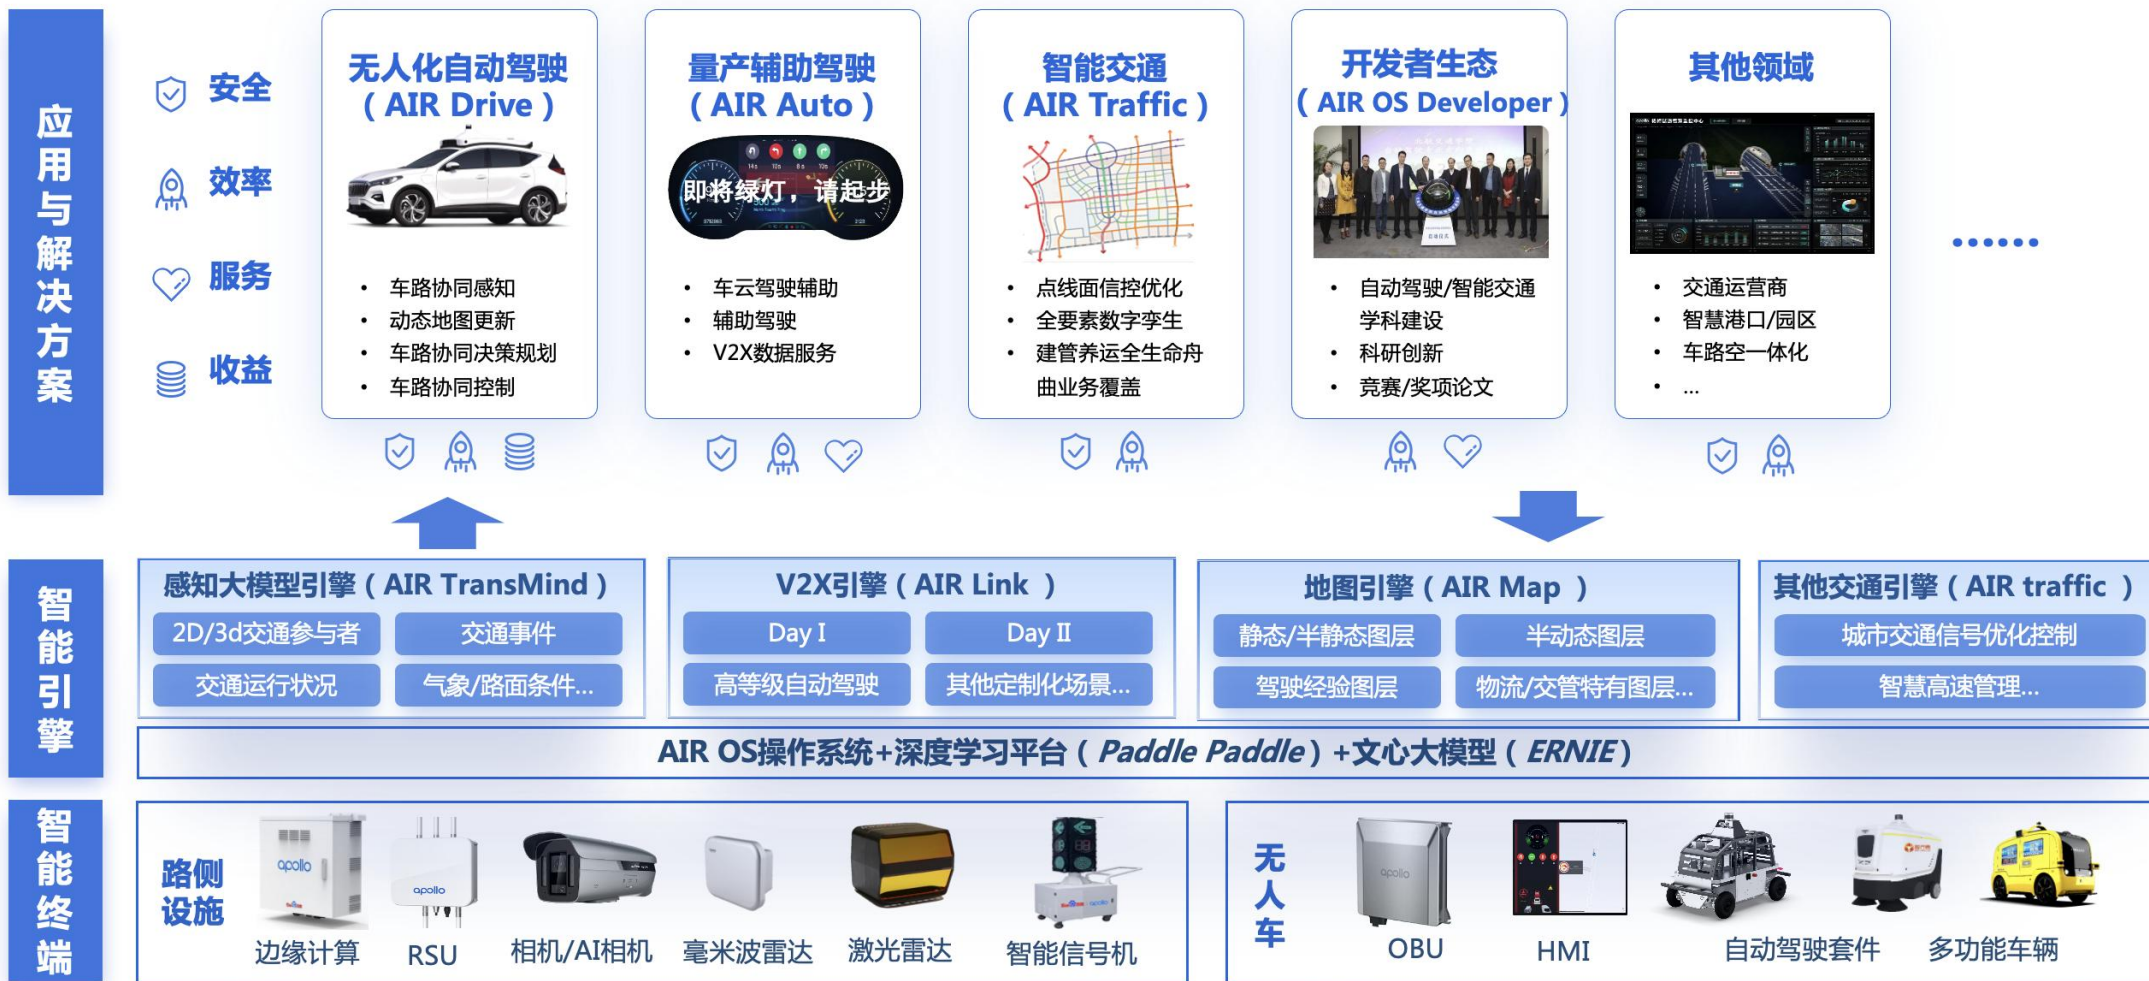 应用与解决方案
安全
效率
服务
收益
无人化自动驾驶
（AIR Drive）
车路协同感知
动态地图更新
车路协同决策规划
车路协同控制
量产辅助驾驶
（AIR Auto）
即将绿灯，请起步
车云驾驶辅助
辅助驾驶
V2X数据服务
智能交通
（AIR Traffic）
点线面信控优化
全要素数字孪生
建管养运全生命舟
曲业务覆盖
开发者生态
（AIR OS Developer）
自动驾驶/智能交通
学科建设
科研创新
竞赛/奖项论文
其他领域
交通运营商
智慧港口/园区
车路空一体化
...
......
智能引擎
感知大模型引擎（AIR TransMind）
2D/3d交通参与者
交通事件
交通运行状况
气象/路面条件...
V2X引擎（AIR Link ）
Day I
Day II
高等级自动驾驶
其他定制化场景...
地图引擎（AIR Map ）
静态/半静态图层
半动态图层
驾驶经验图层
物流/交管特有图层...
其他交通引擎（AIR traffic ）
城市交通信号优化控制
智慧高速管理...
AIR OS操作系统+深度学习平台（Paddle Paddle）+文心大模型（ERNIE）
智能终端
路侧
设施
apollo
边缘计算
apollo
RSU
相机/AI相机
毫米波雷达
激光雷达
智能信号机
无人车
apollo
OBU
HMI
自动驾驶套件
多功能车辆